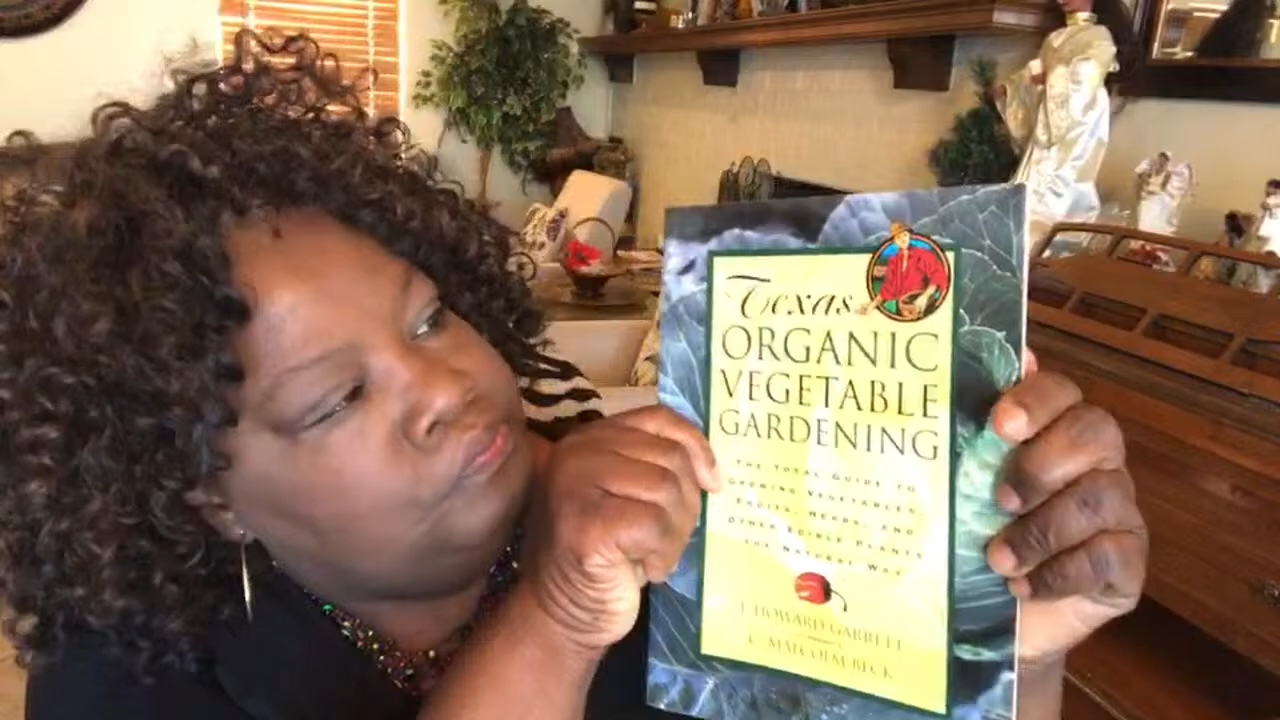 Texas
ORGANIC
VEGETABLE
GARDENING
THE TOTAL GUIDE TO
GROWING VEGETABLES,
FRUITS, HERBS, AND
OTHER EDIBLE PLANTS
THE NATURAL WAY
J. HOWARD GARRETT
C. MALCOLM BECK